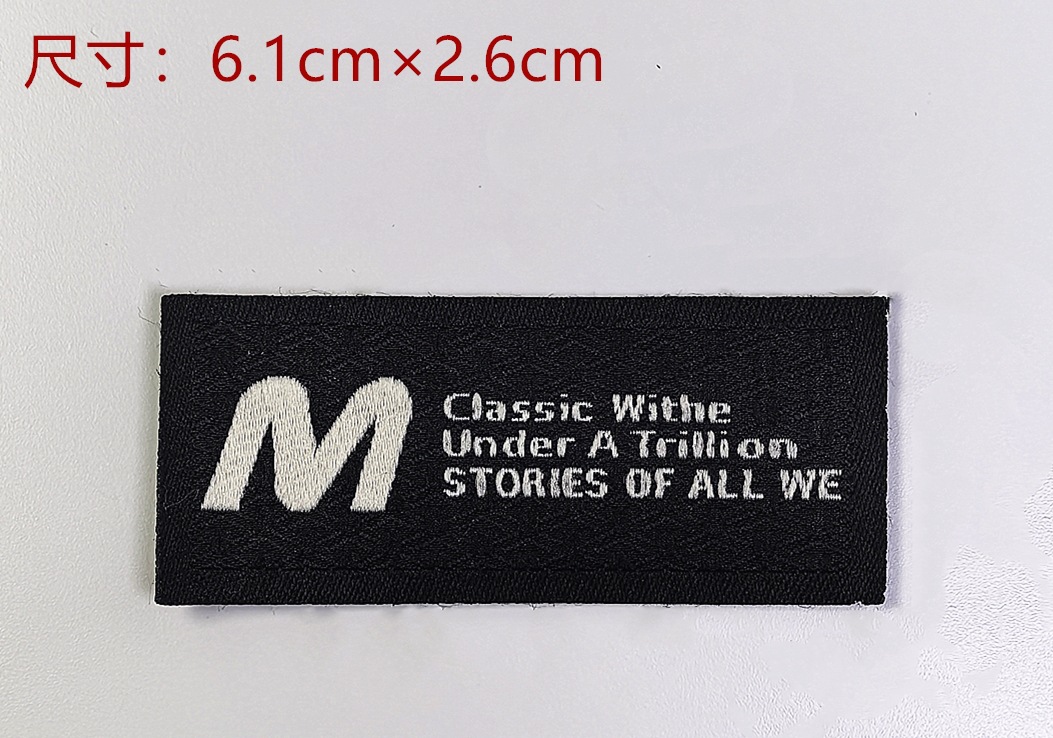 尺寸：6.1cm×2.6cm
M
Classic Withe
Under A Trillion
STORIES OF ALL WE